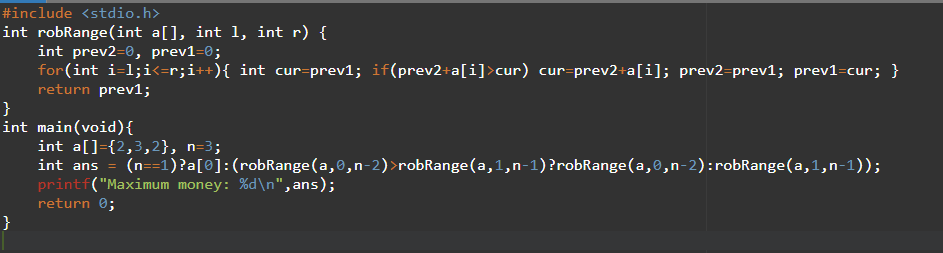 #include <stdio.h>
int robRange(int a[], int l, int r) {
    int prev2=0, prev1=0;
    for(int i=l;i<=r;i++){ int cur=prev1; if(prev2+a[i]>cur) cur=prev2+a[i]; prev2=prev1; prev1=cur; }
    return prev1;
}
int main(void){
    int a[]={2,3,2}, n=3;
    int ans = (n==1)?a[0]:(robRange(a,0,n-2)>robRange(a,1,n-1)?robRange(a,0,n-2):robRange(a,1,n-1));
    printf("Maximum money: %d\n",ans);
    return 0;
}